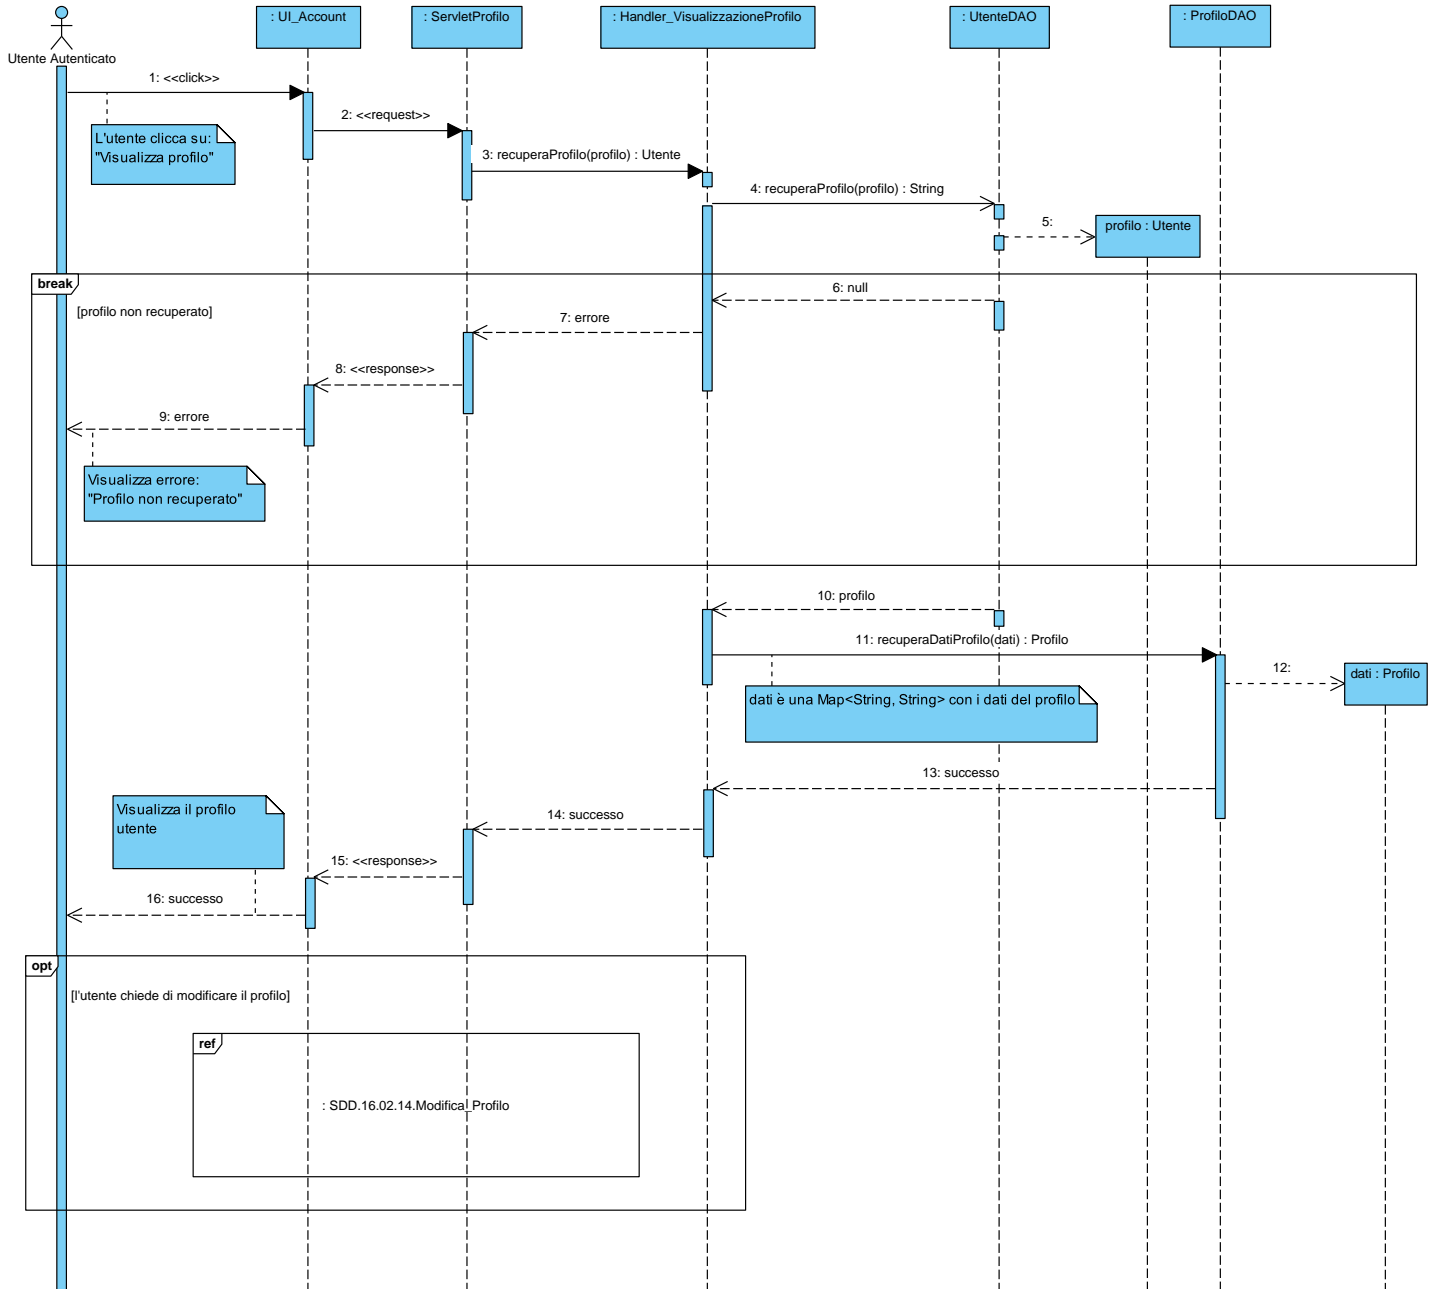 : UI_Account
: ServletProfilo
: Handler_VisualizzazioneProfilo
: UtenteDAO
: ProfiloDAO
Utente Autenticato
1: <<click>>
L'utente clicca su:
"Visualizza profilo"
2: <<request>>
3: recuperaProfilo(profilo) : Utente
4: recuperaProfilo(profilo) : String
5:
profilo : Utente
break
[profilo non recuperato]
6: null
7: errore
8: <<response>>
9: errore
Visualizza errore:
"Profilo non recuperato"
10: profilo
11: recuperaDatiProfilo(dati) : Profilo
12:
dati : Profilo
dati è una Map<String, String> con i dati del profilo
13: successo
Visualizza il profilo
utente
14: successo
15: <<response>>
16: successo
opt
[l'utente chiede di modificare il profilo]
ref
: SDD.16.02.14.Modifica_Profilo